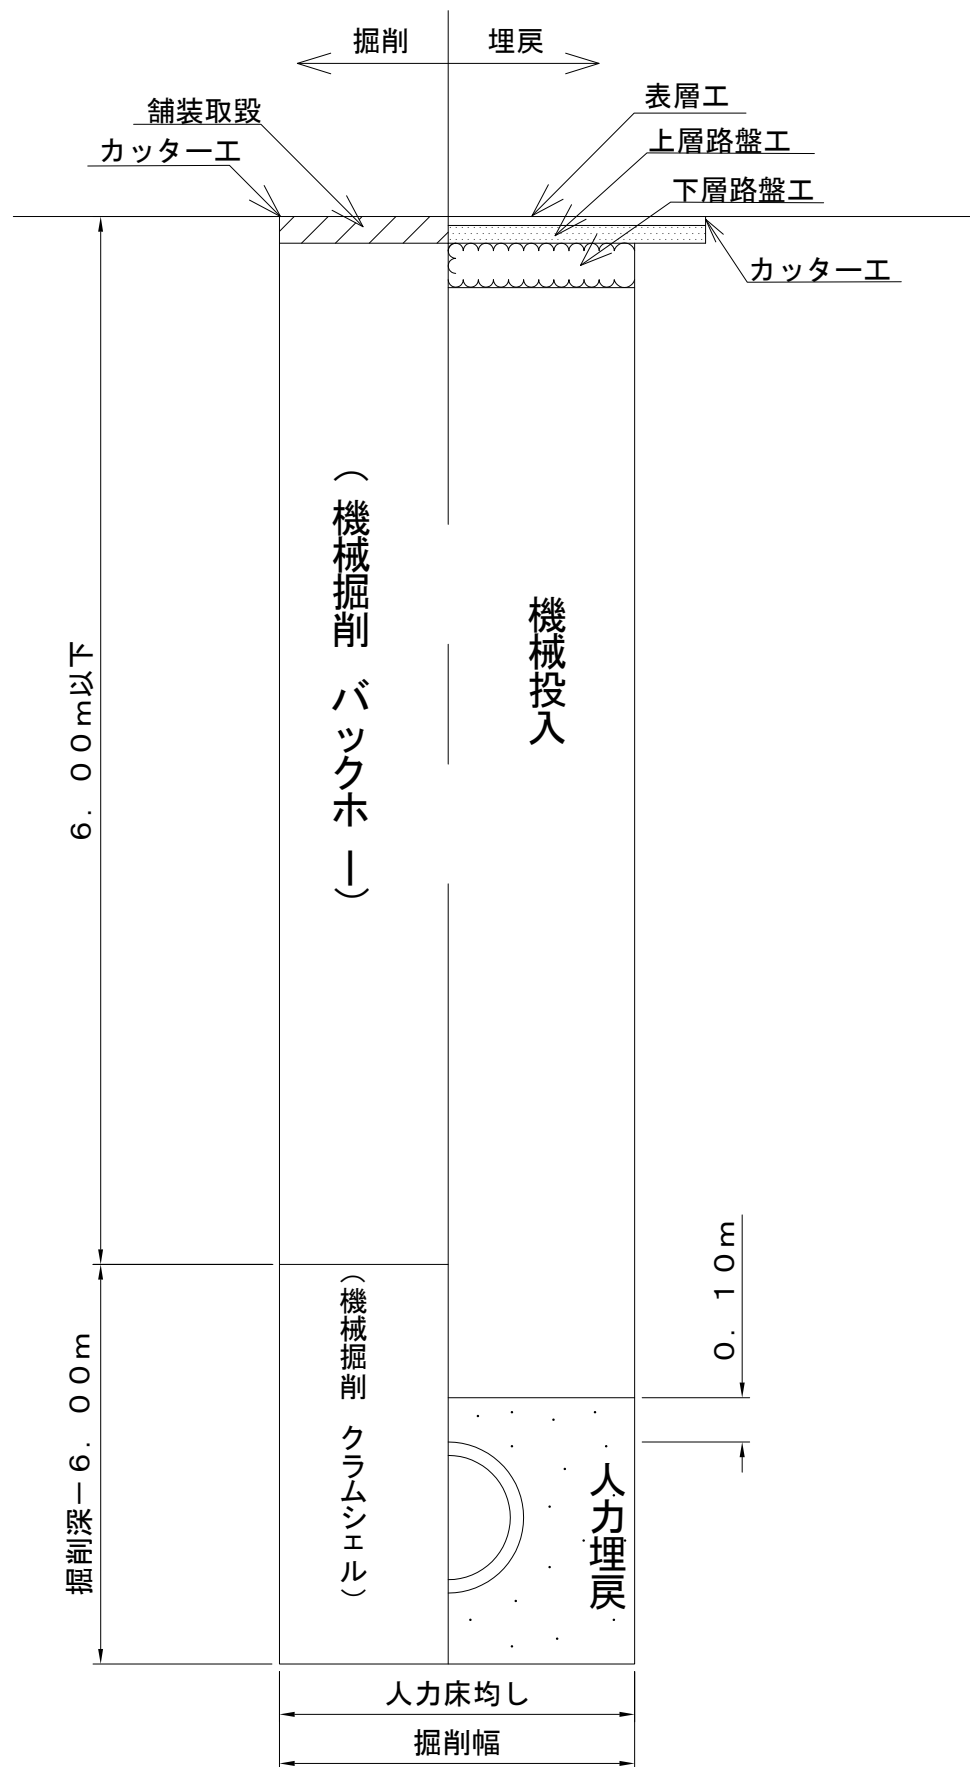 掘削
埋戻
表層工
舗装取毀
上層路盤工
カッター工
下層路盤工
カッター工
（機械掘削 バックホー）
機械投入
6.00m以下
0.10m
（機械掘削 クラムシェル）
掘削深－6.00m
人力埋戻
人力床均し
掘削幅